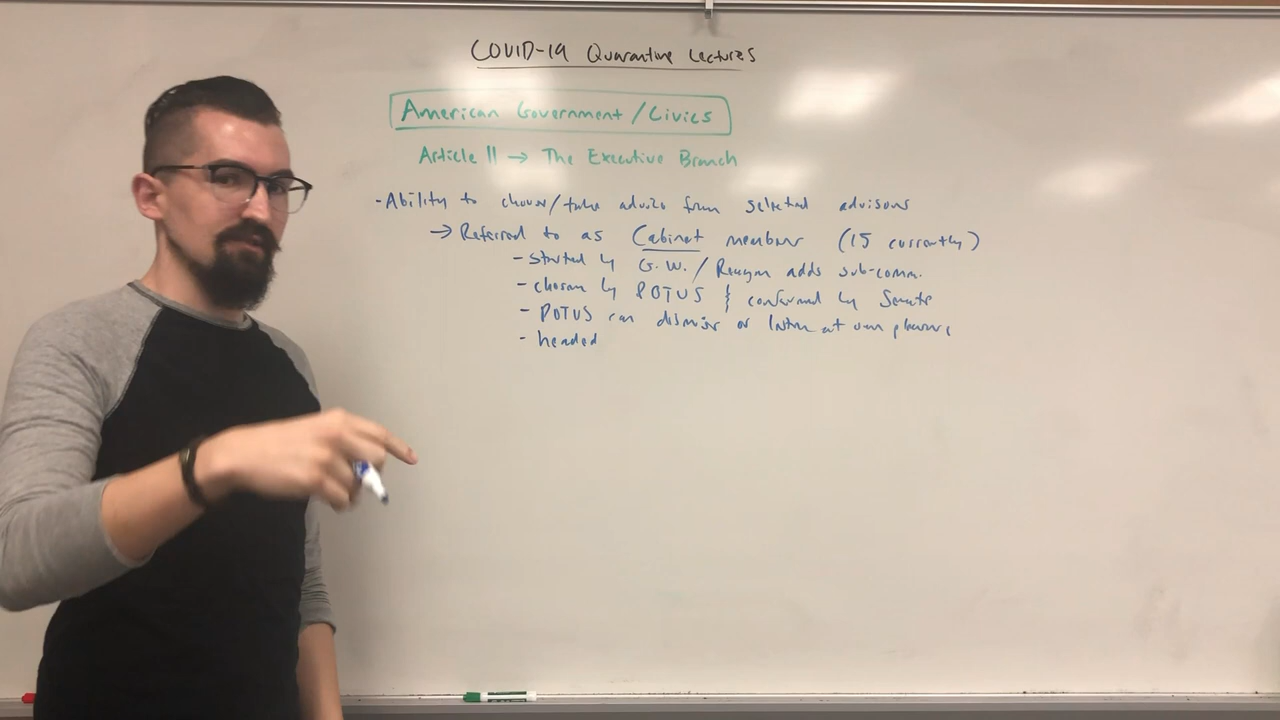 COVID-19 Quarantine Lectures
American Government/Civics
Article II → The Executive Branch
- Ability to choose/take advice from selected advisors
→ Referred to as Cabinet members (15 currently)
- started by G.W. / Reagan adds sub-comm.
- chosen by POTUS & confirmed by Senate
- POTUS can dismiss or listen at own pleasure
- headed